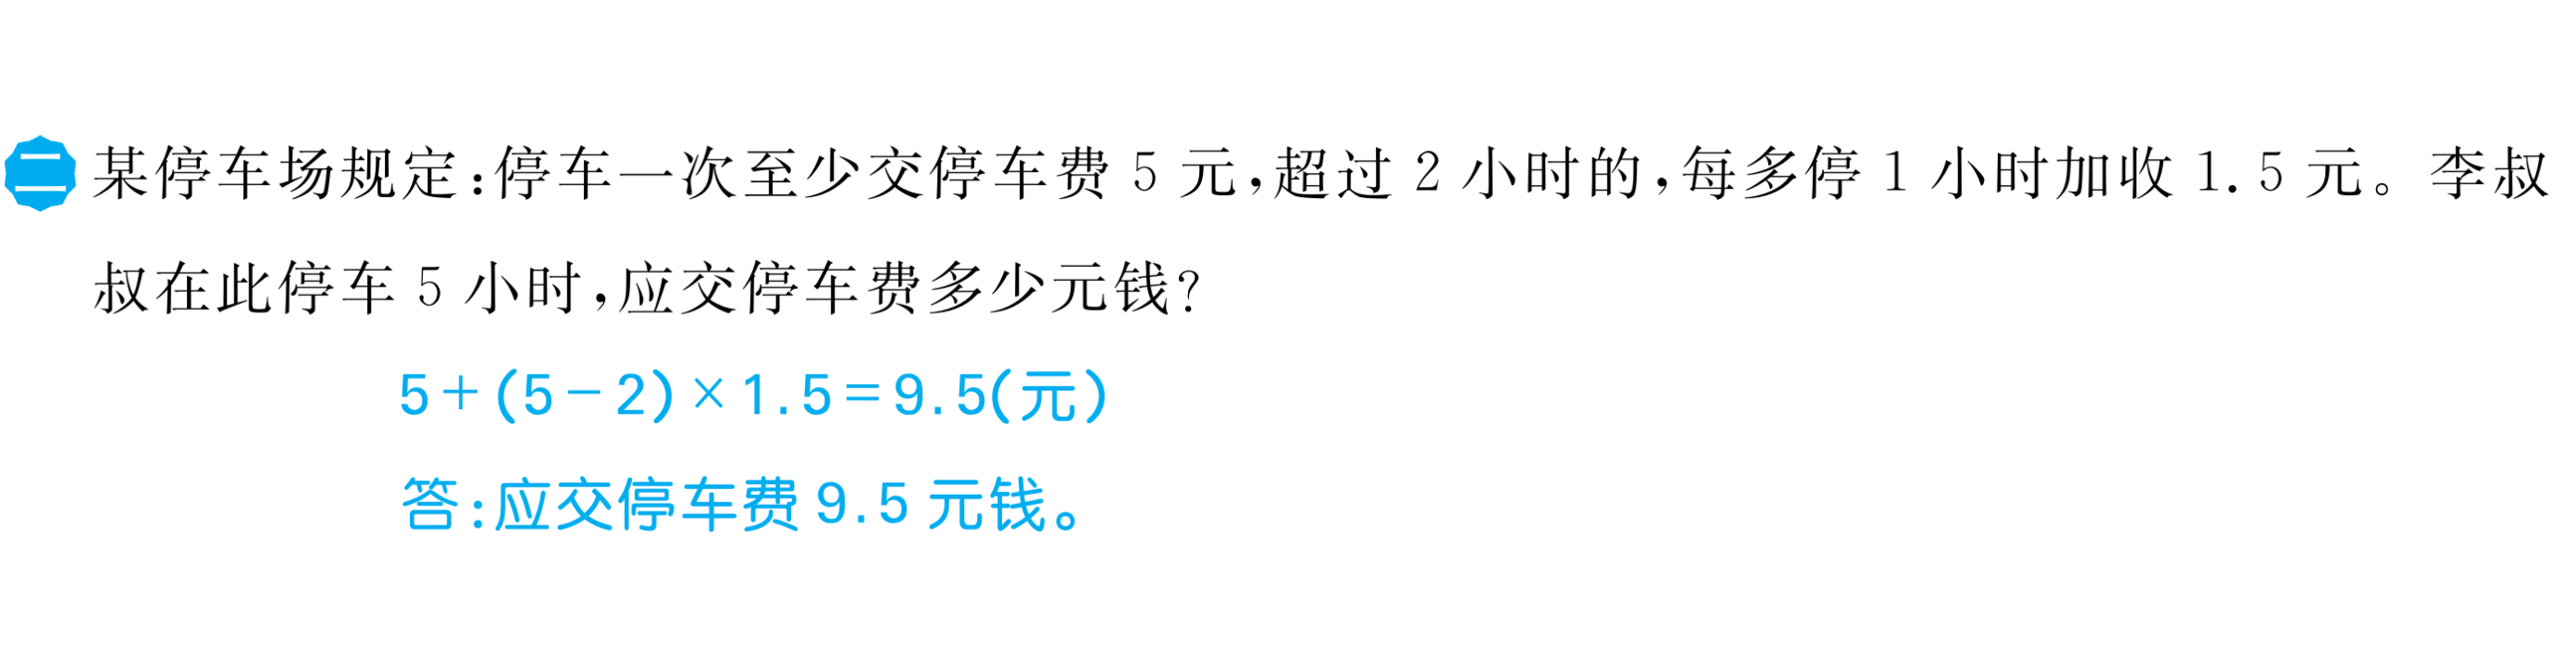 二 某停车场规定:停车一次至少交停车费 5 元,超过 2 小时的,每多停 1 小时加收 1.5 元。李叔
叔在此停车 5 小时,应交停车费多少元钱?
5+(5-2)×1.5=9.5(元)
答:应交停车费 9.5 元钱。